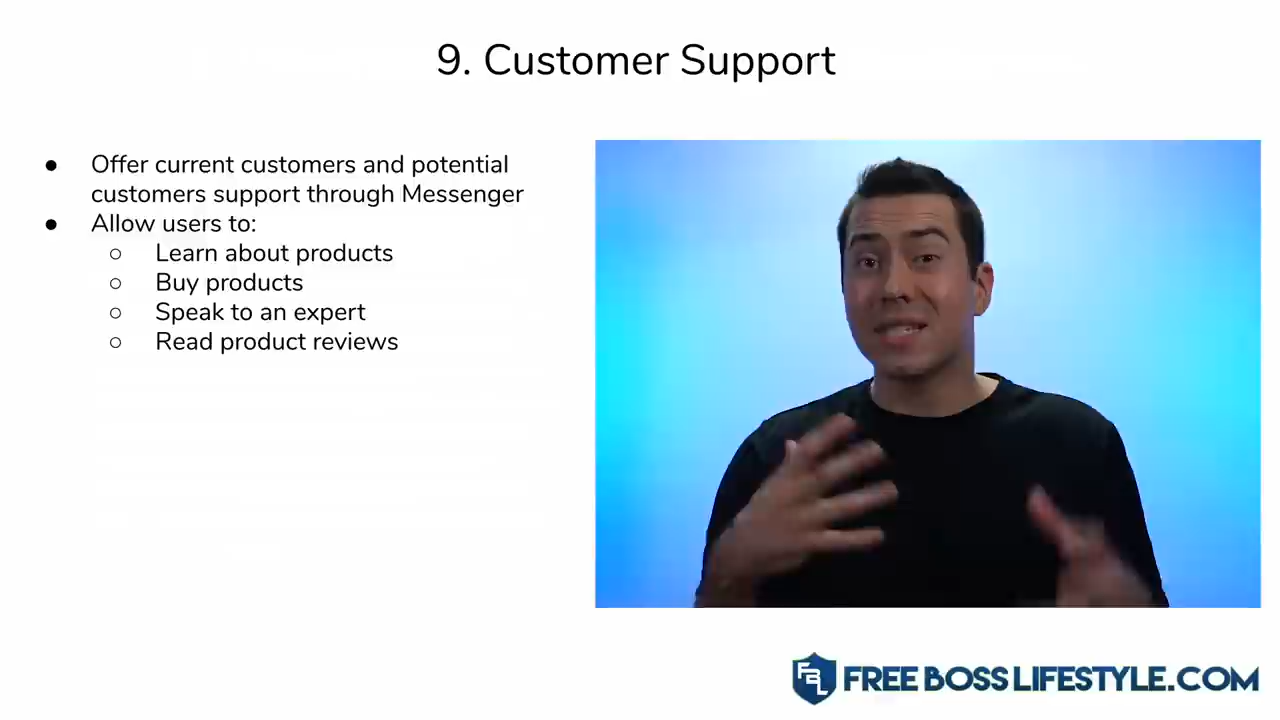 9. Customer Support
● Offer current customers and potential
customers support through Messenger
● Allow users to:
○ Learn about products
○ Buy products
○ Speak to an expert
○ Read product reviews
FBL FREE BOSS LIFESTYLE.COM